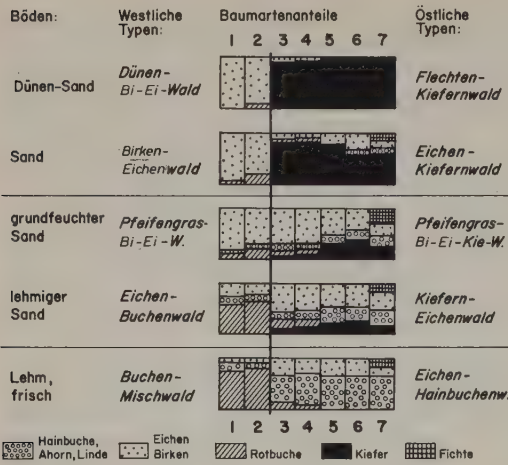 Böden: Westliche Typen: Baumartenanteile Östliche Typen:
1 2 3 4 5 6 7
Dünen-Sand Dünen-Bi-Ei-Wald Flechten-Kiefernwald
Sand Birken-Eichenwald Eichen-Kiefernwald
grundfeuchter Sand Pfeifengras-Bi-Ei-W. Pfeifengras-Bi-Ei-Kie-W.
lehmiger Sand Eichen-Buchenwald Kiefern-Eichenwald
Lehm, frisch Buchen-Mischwald Eichen-Hainbuchenw.
1 2 3 4 5 6 7
Hainbuche, Ahorn, Linde Eichen Birken Rotbuche Kiefer Fichte